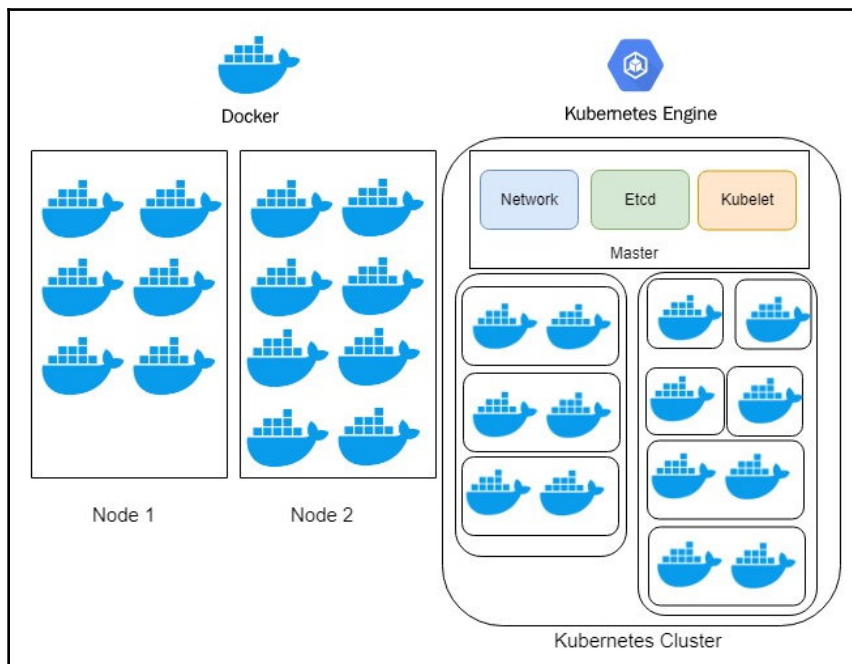 Docker
Kubernetes Engine
Network
Etcd
Kubelet
Master
Node 1
Node 2
Kubernetes Cluster